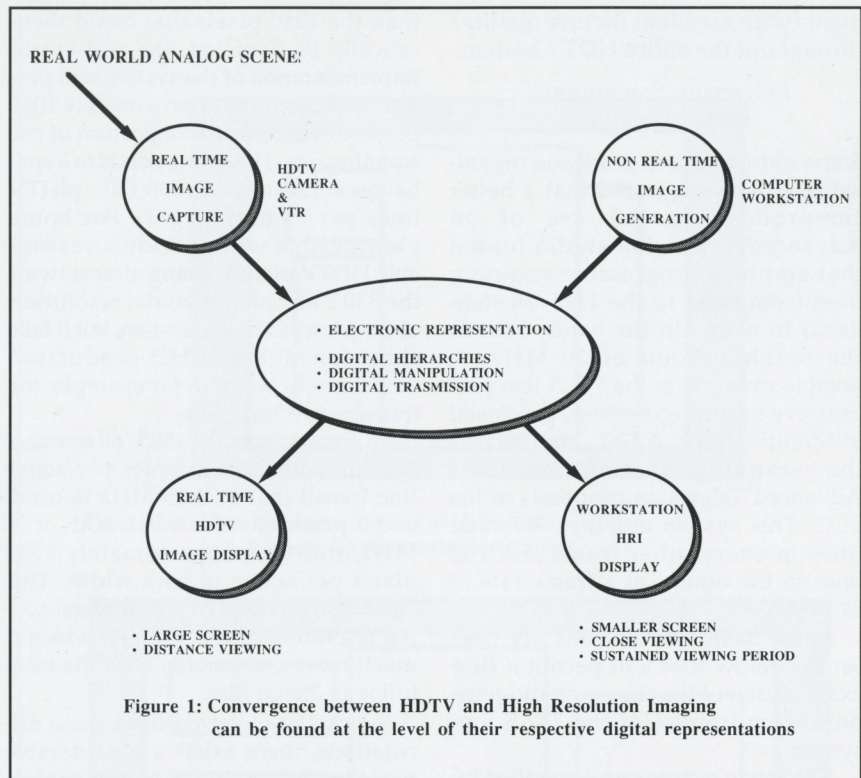 REAL WORLD ANALOG SCENE:
REAL TIME
IMAGE
CAPTURE
HDTV
CAMERA
&
VTR
NON REAL TIME
IMAGE
GENERATION
COMPUTER
WORKSTATION
• ELECTRONIC REPRESENTATION
• DIGITAL HIERARCHIES
• DIGITAL MANIPULATION
• DIGITAL TRASMISSION
REAL TIME
HDTV
IMAGE DISPLAY
• LARGE SCREEN
• DISTANCE VIEWING
WORKSTATION
HRI
DISPLAY
• SMALLER SCREEN
• CLOSE VIEWING
• SUSTAINED VIEWING PERIOD
Figure 1: Convergence between HDTV and High Resolution Imaging
can be found at the level of their respective digital representations